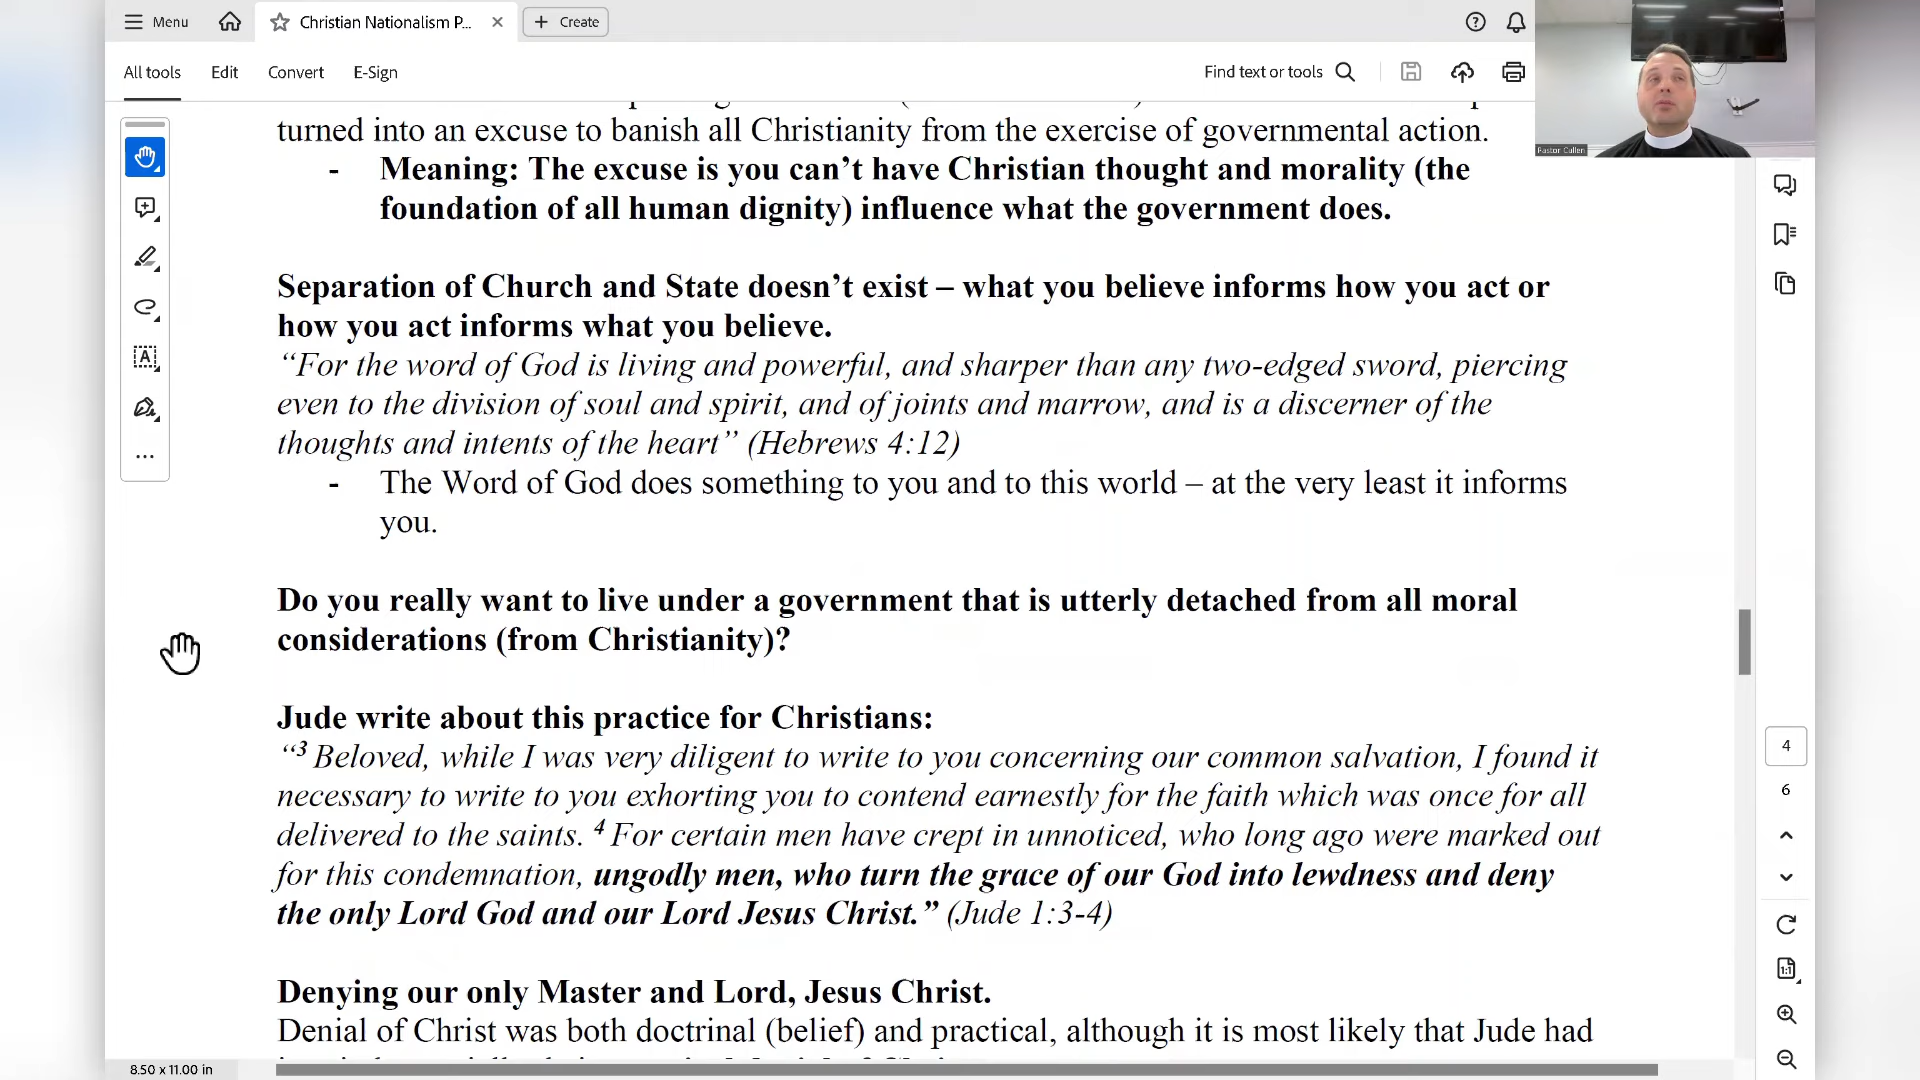 Menu
Christian Nationalism P...
Create
All tools
Edit
Convert
E-Sign
Find text or tools
Pastor Cullen
turned into an excuse to banish all Christianity from the exercise of governmental action.
- Meaning: The excuse is you can’t have Christian thought and morality (the
foundation of all human dignity) influence what the government does.
Separation of Church and State doesn’t exist – what you believe informs how you act or
how you act informs what you believe.
“For the word of God is living and powerful, and sharper than any two-edged sword, piercing
even to the division of soul and spirit, and of joints and marrow, and is a discerner of the
thoughts and intents of the heart” (Hebrews 4:12)
- The Word of God does something to you and to this world – at the very least it informs
you.
Do you really want to live under a government that is utterly detached from all moral
considerations (from Christianity)?
Jude write about this practice for Christians:
“3 Beloved, while I was very diligent to write to you concerning our common salvation, I found it
necessary to write to you exhorting you to contend earnestly for the faith which was once for all
delivered to the saints. 4 For certain men have crept in unnoticed, who long ago were marked out
for this condemnation, ungodly men, who turn the grace of our God into lewdness and deny
the only Lord God and our Lord Jesus Christ.” (Jude 1:3-4)
Denying our only Master and Lord, Jesus Christ.
Denial of Christ was both doctrinal (belief) and practical, although it is most likely that Jude had
4
6
1:1
8.50 x 11.00 in